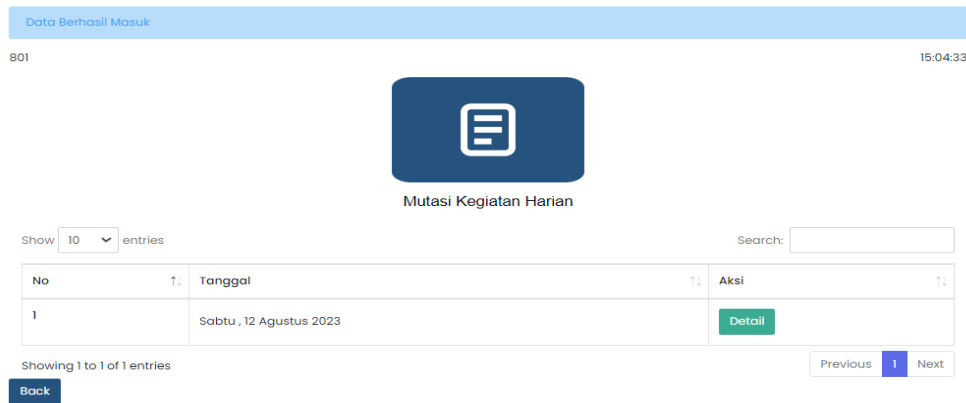 Data Berhasil Masuk
801 15:04:33
Mutasi Kegiatan Harian
Show 10 entries Search:
No Tanggal Aksi
1 Sabtu , 12 Agustus 2023 Detail
Showing 1 to 1 of 1 entries Previous 1 Next
Back